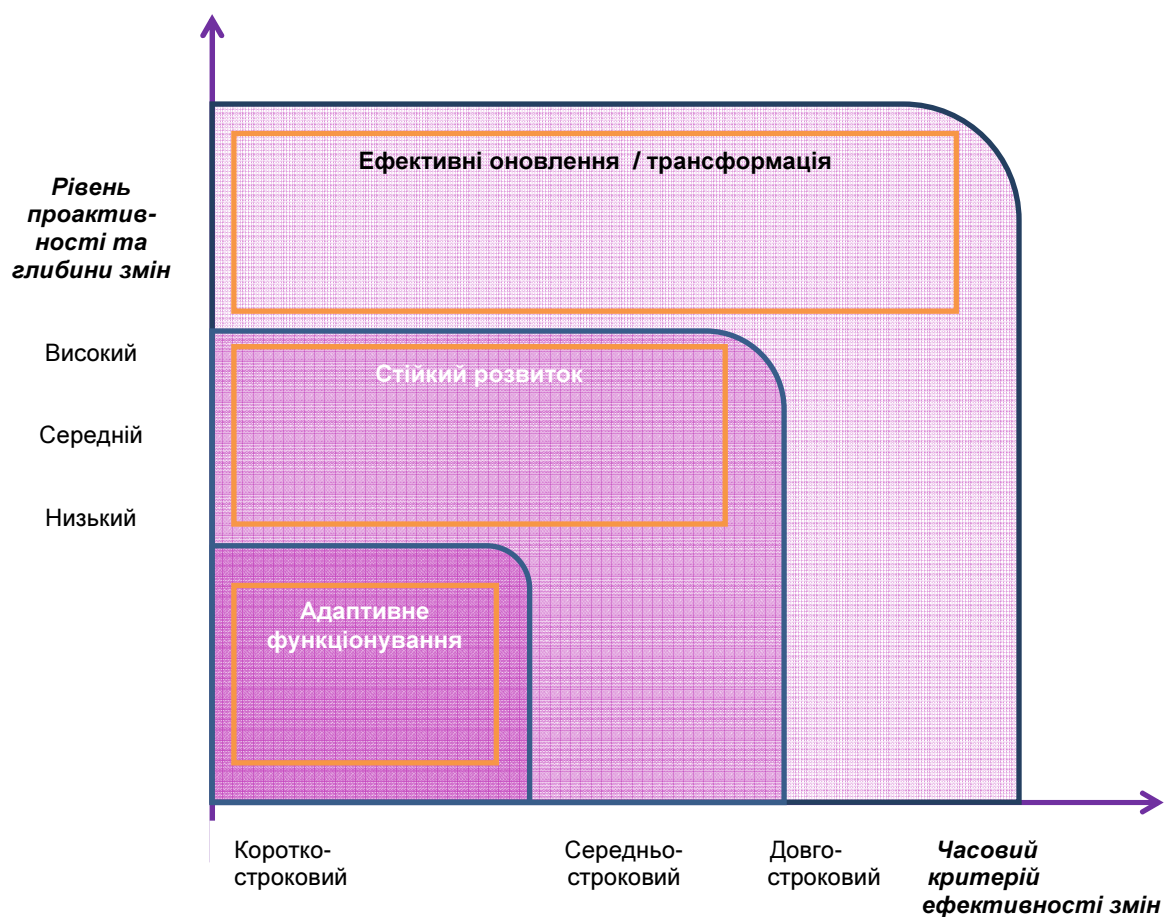 Ефективні оновлення / трансформація
Рівень
проактив-
ності та
глибини змін
Високий
Стійкий розвиток
Середній
Низький
Адаптивне
функціонування
Коротко-
строковий
Середньо-
строковий
Довго-
строковий
Часовий
критерій
ефективності змін